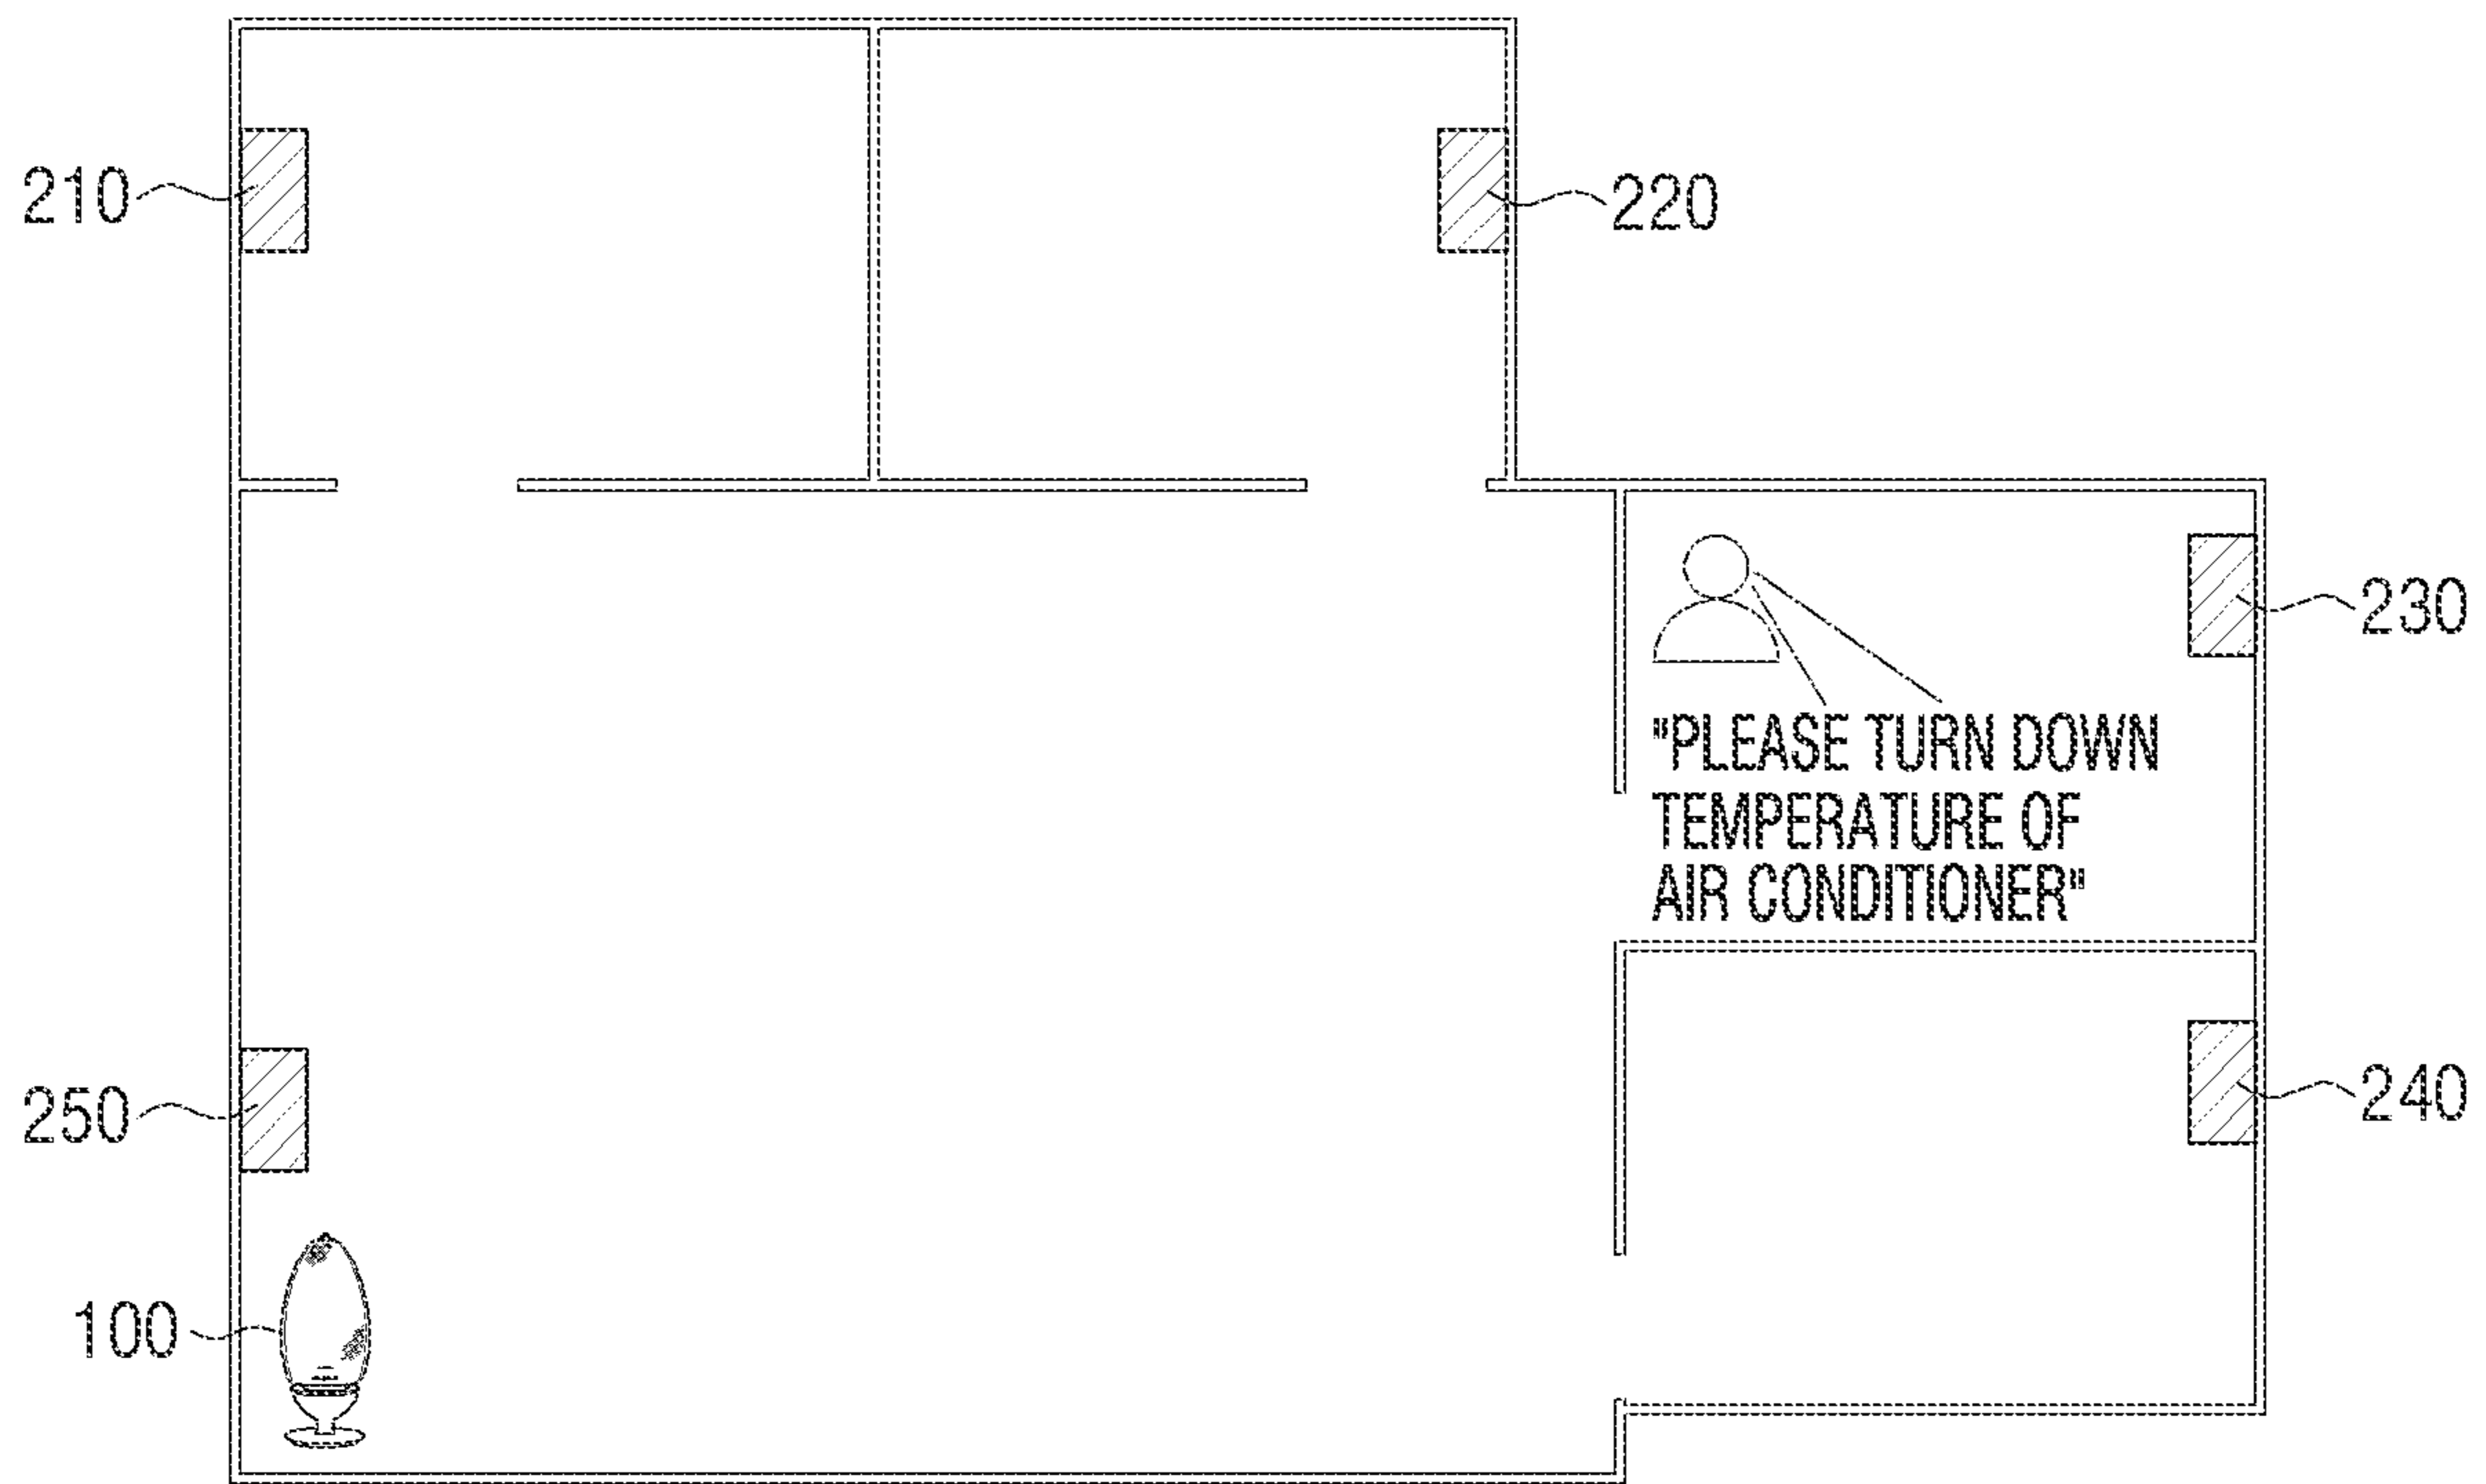 210
220
230
"PLEASE TURN DOWN
TEMPERATURE OF
AIR CONDITIONER"
250
240
100